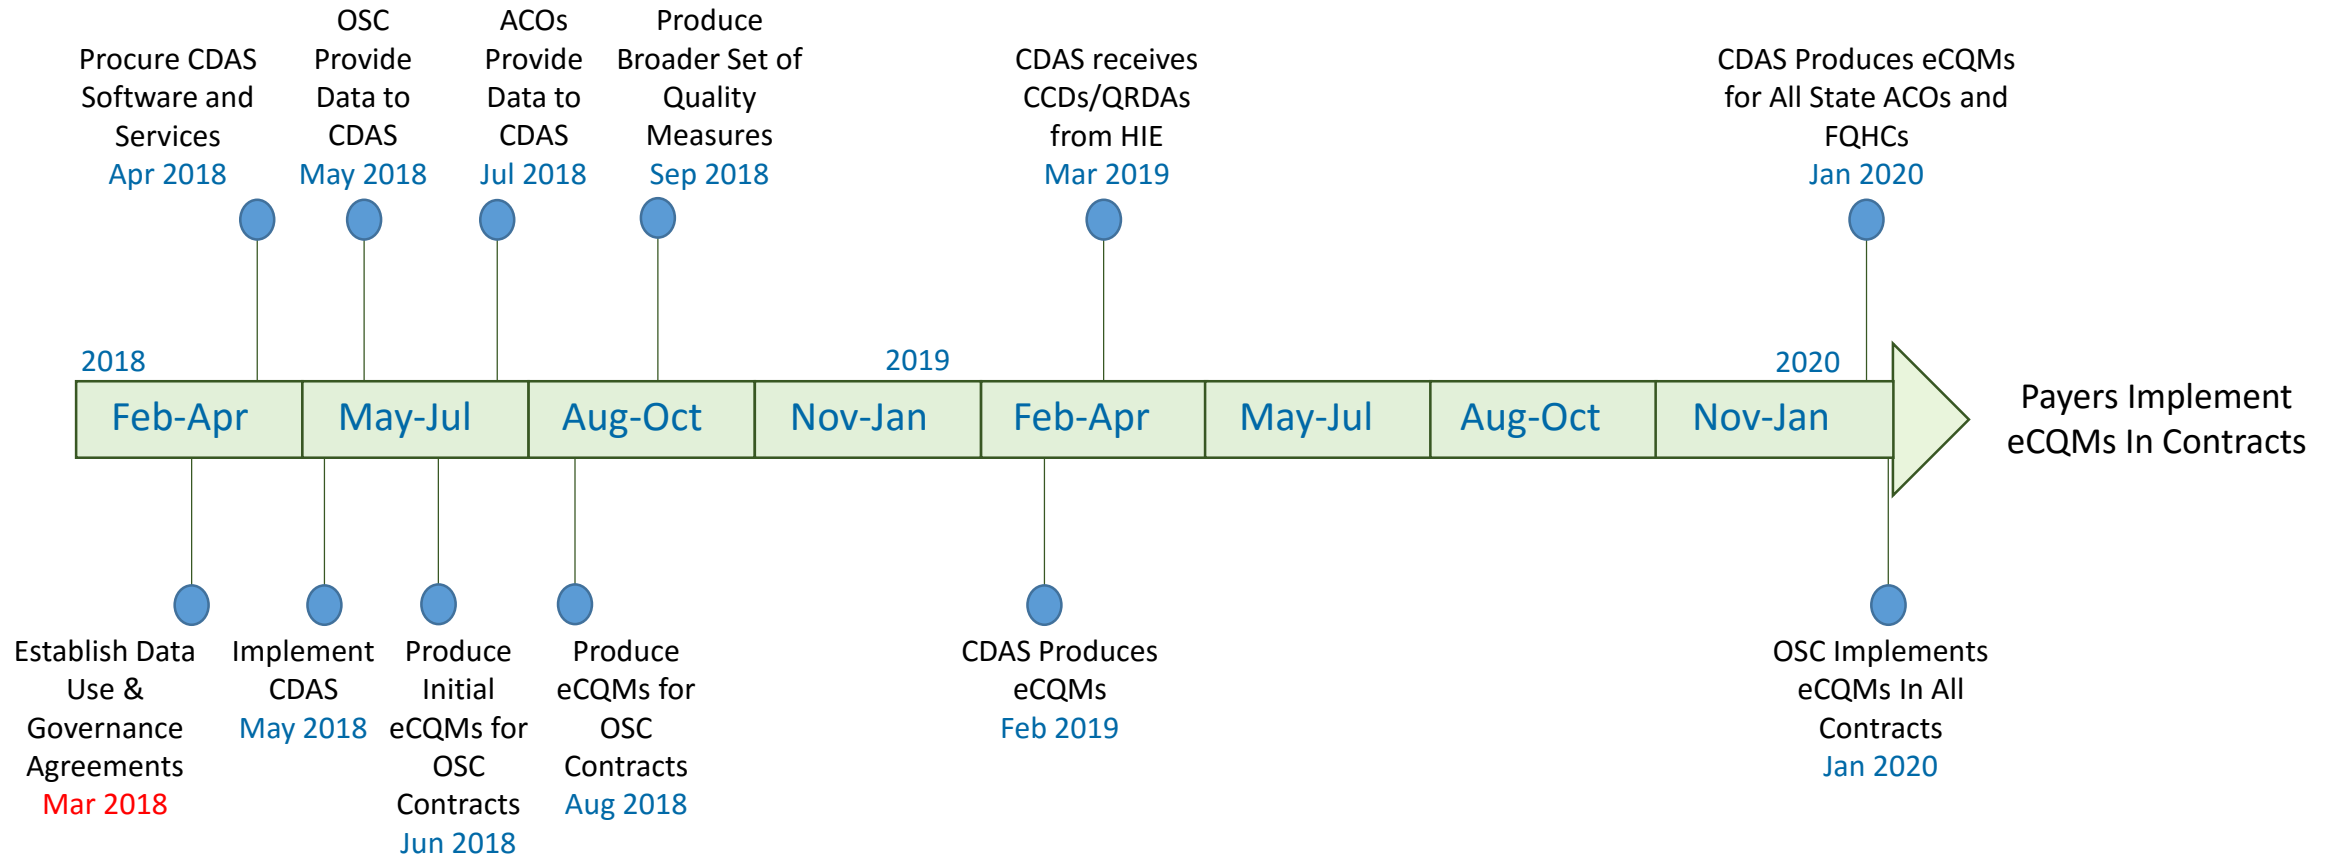 Procure CDAS
Software and
Services
Apr 2018
OSC
Provide
Data to
CDAS
May 2018
ACOs
Provide
Data to
CDAS
Jul 2018
Produce
Broader Set of
Quality
Measures
Sep 2018
CDAS receives
CCDs/QRDAs
from HIE
Mar 2019
CDAS Produces eCQMs
for All State ACOs and
FQHCs
Jan 2020
2018
2019
2020
Feb-Apr
May-Jul
Aug-Oct
Nov-Jan
Feb-Apr
May-Jul
Aug-Oct
Nov-Jan
Payers Implement
eCQMs In Contracts
Establish Data
Use &
Governance
Agreements
Mar 2018
Implement
CDAS
May 2018
Produce
Initial
eCQMs for
OSC
Contracts
Jun 2018
Produce
eCQMs for
OSC
Contracts
Aug 2018
CDAS Produces
eCQMs
Feb 2019
OSC Implements
eCQMs In All
Contracts
Jan 2020